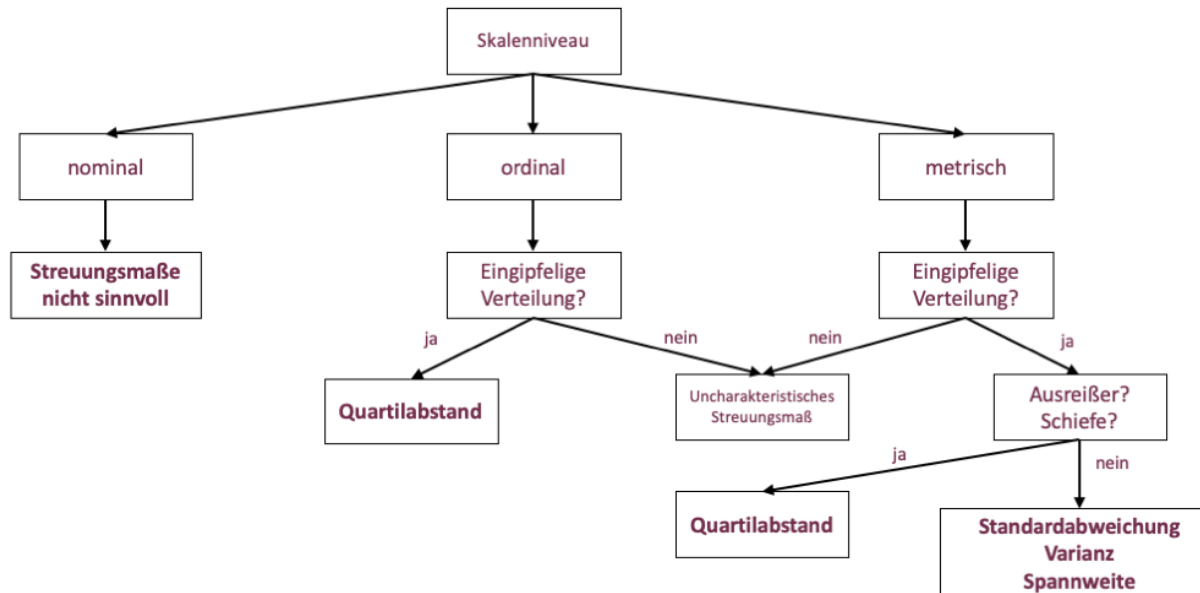 Skalenniveau
nominal
ordinal
metrisch
Streuungsmaße
nicht sinnvoll
Eingipfelige
Verteilung?
Eingipfelige
Verteilung?
ja
nein
nein
ja
Quartilabstand
Uncharakteristisches
Streuungsmaß
Ausreißer?
Schiefe?
ja
nein
Quartilabstand
Standardabweichung
Varianz
Spannweite